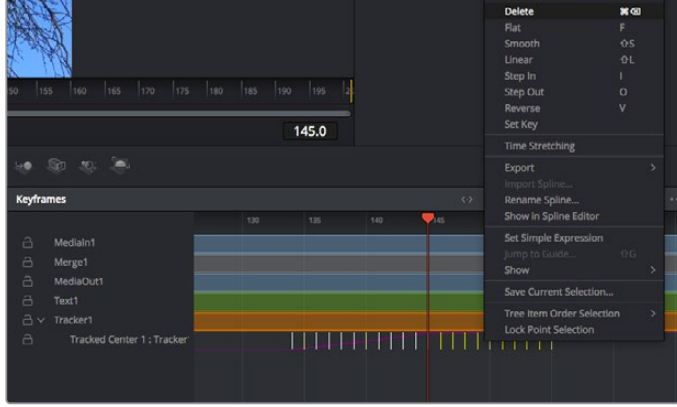 Delete ⌘⌫
Flat F
Smooth ⇧S
Linear ⇧L
Step In I
Step Out O
Reverse V
Set Key
Time Stretching
Export >
Import Spline...
Rename Spline...
Show in Spline Editor
Set Simple Expression
Jump to Guide... ⇧G
Show >
Save Current Selection...
Tree Item Order Selection >
Lock Point Selection
155 160 165 170 175 180 185 190 195
145.0
Keyframes
130 135 140 145
MediaIn1
Merge1
MediaOut1
Text1
Tracker1
Tracked Center 1 : Tracker